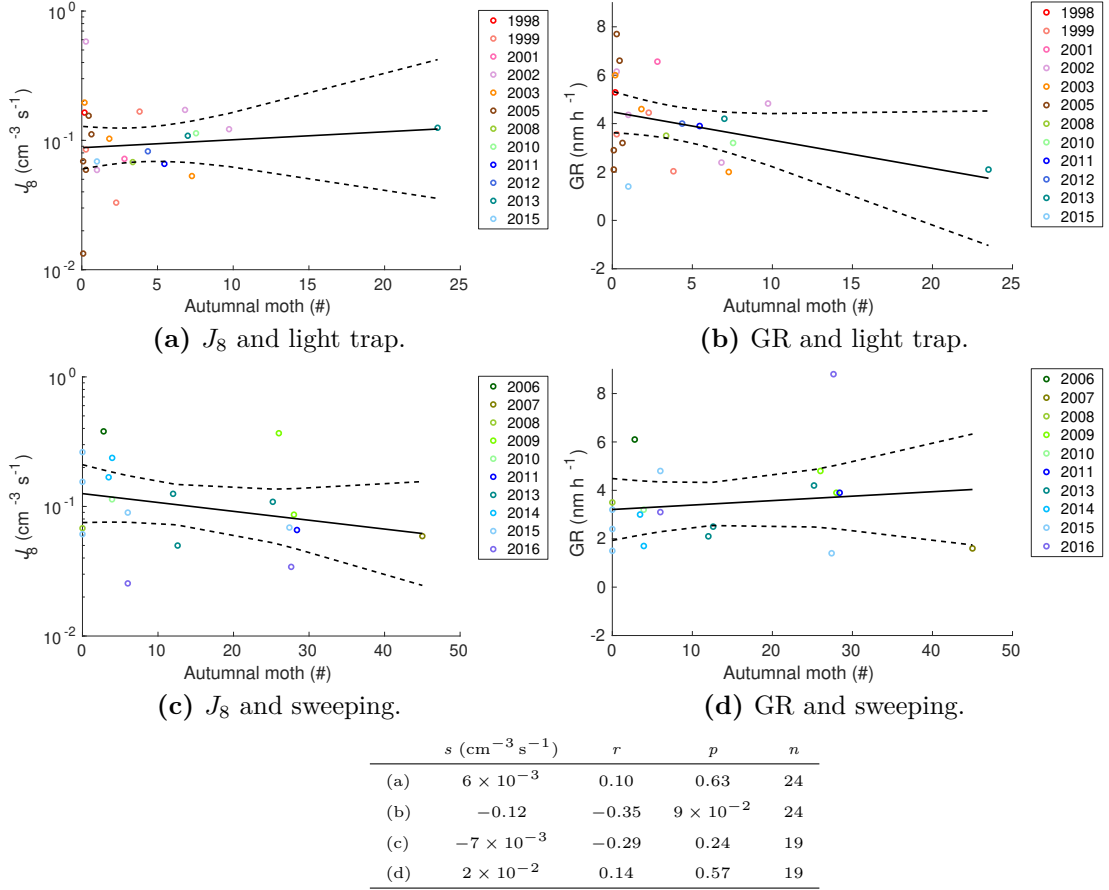 10⁰
10⁻¹
10⁻²
J₈ (cm⁻³ s⁻¹)
0 5 10 15 20 25
Autumnal moth (#)
1998
1999
2001
2002
2003
2005
2008
2010
2011
2012
2013
2015
(a) J₈ and light trap.
8
6
4
2
0
-2
GR (nm h⁻¹)
0 5 10 15 20 25
Autumnal moth (#)
1998
1999
2001
2002
2003
2005
2008
2010
2011
2012
2013
2015
(b) GR and light trap.
10⁰
10⁻¹
10⁻²
J₈ (cm⁻³ s⁻¹)
0 10 20 30 40 50
Autumnal moth (#)
2006
2007
2008
2009
2010
2011
2013
2014
2015
2016
(c) J₈ and sweeping.
8
6
4
2
0
-2
GR (nm h⁻¹)
0 10 20 30 40 50
Autumnal moth (#)
2006
2007
2008
2009
2010
2011
2013
2014
2015
2016
(d) GR and sweeping.
s (cm⁻³ s⁻¹) r p n
(a) 6 × 10⁻³ 0.10 0.63 24
(b) −0.12 −0.35 9 × 10⁻² 24
(c) −7 × 10⁻³ −0.29 0.24 19
(d) 2 × 10⁻² 0.14 0.57 19